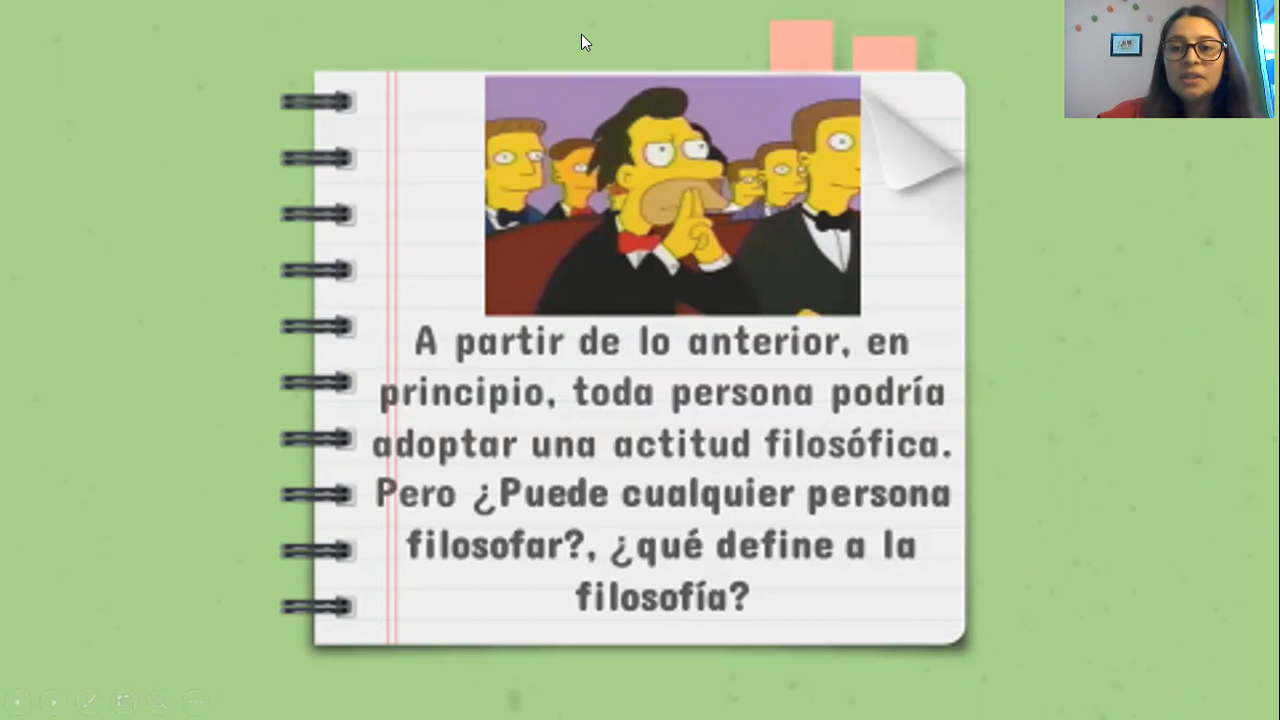 A partir de lo anterior, en
principio, toda persona podría
adoptar una actitud filosófica.
Pero ¿Puede cualquier persona
filosofar?, ¿qué define a la
filosofía?